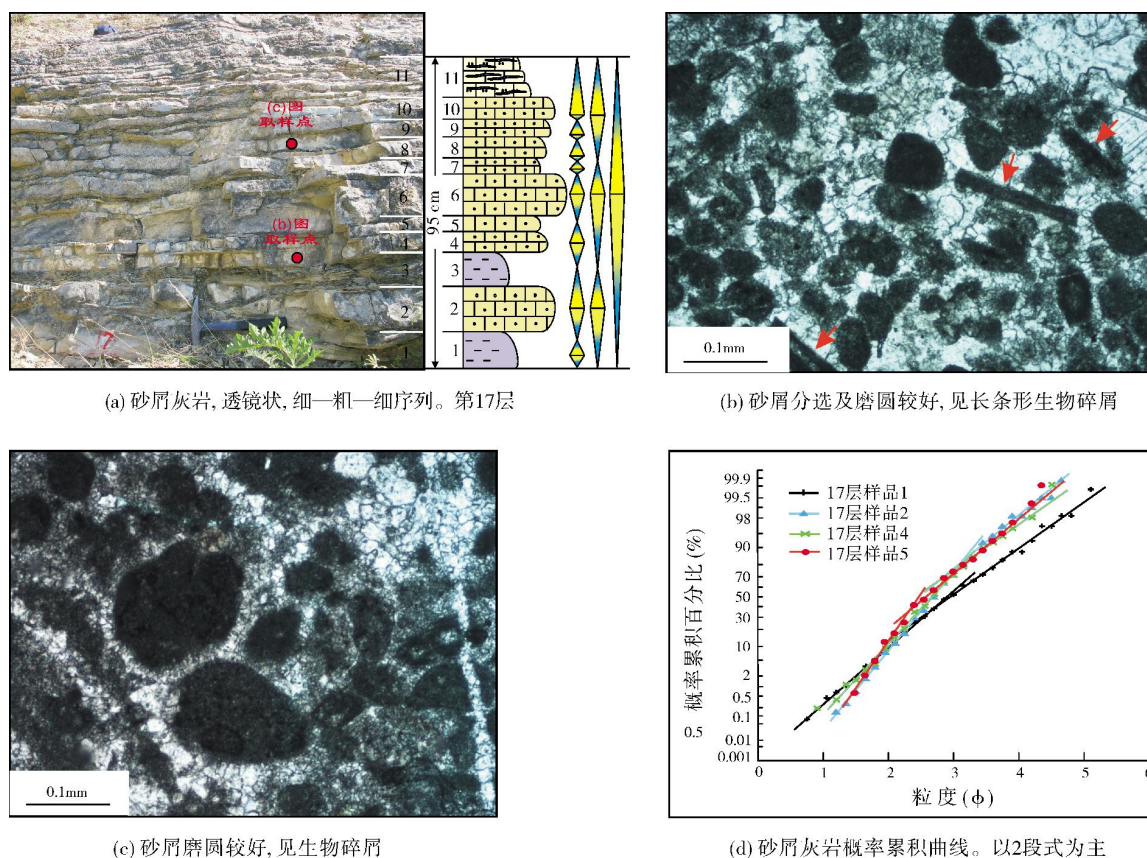 11
10
9
8
7
6
5
4
3
2
1
(c)图
取样点
(b)图
取样点
17
95 cm
11
10
9
8
7
6
5
4
3
2
1
0.1mm
(a) 砂屑灰岩, 透镜状, 细—粗—细序列。第17层
(b) 砂屑分选及磨圆较好, 见长条形生物碎屑
0.1mm
(c) 砂屑磨圆较好, 见生物碎屑
概率累积百分比 (%)
99.9
99.5
98
90
70
50
30
10
2
0.5
0.1
0.01
0.001
0.5
17层样品1
17层样品2
17层样品4
17层样品5
0 1 2 3 4 5 6
粒度 (ϕ)
(d) 砂屑灰岩概率累积曲线。以2段式为主